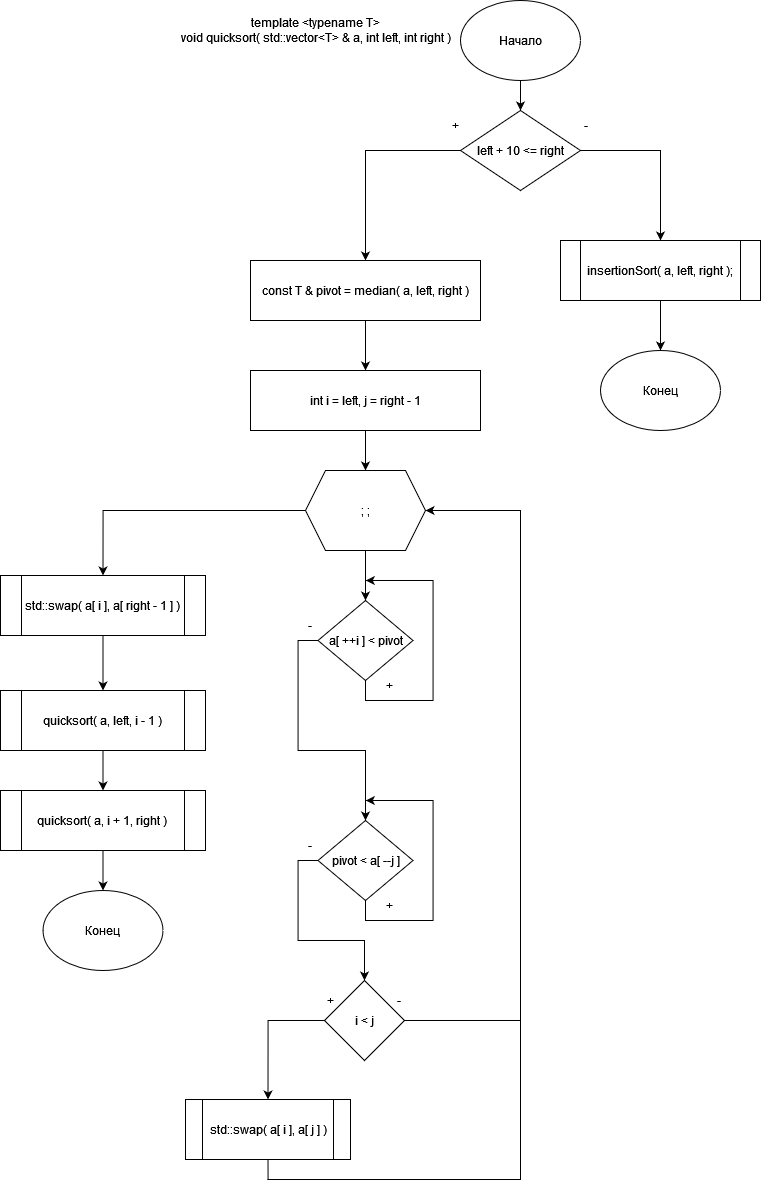 template <typename T>
void quicksort( std::vector<T> & a, int left, int right )
Начало
+
-
left + 10 <= right
const T & pivot = median( a, left, right )
insertionSort( a, left, right );
int i = left, j = right - 1
Конец
; ;
std::swap( a[ i ], a[ right - 1 ] )
-
a[ ++i ] < pivot
+
quicksort( a, left, i - 1 )
quicksort( a, i + 1, right )
-
pivot < a[ --j ]
+
Конец
+
-
i < j
std::swap( a[ i ], a[ j ] )